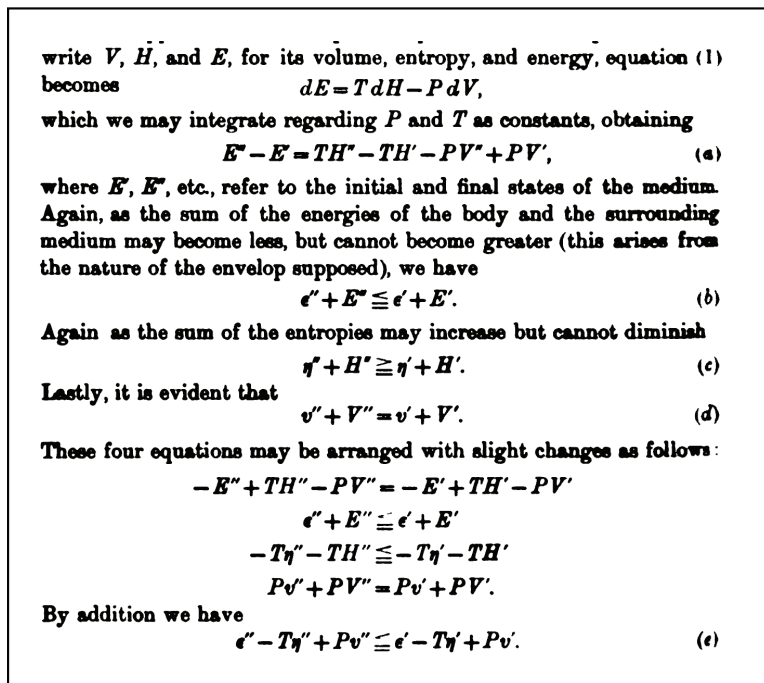 write V, H, and E, for its volume, entropy, and energy, equation (1)
becomes dE = T dH − P dV,
which we may integrate regarding P and T as constants, obtaining
E″ − E′ = TH″ − TH′ − PV″ + PV′, (a)
where E′, E″, etc., refer to the initial and final states of the medium.
Again, as the sum of the energies of the body and the surrounding
medium may become less, but cannot become greater (this arises from
the nature of the envelop supposed), we have
ϵ″ + E″ ≦ ϵ′ + E′. (b)
Again as the sum of the entropies may increase but cannot diminish
η″ + H″ ≧ η′ + H′. (c)
Lastly, it is evident that
v″ + V″ = v′ + V′. (d)
These four equations may be arranged with slight changes as follows:
−E″ + TH″ − PV″ = −E′ + TH′ − PV′
ϵ″ + E″ ≦ ϵ′ + E′
−Tη″ − TH″ ≦ −Tη′ − TH′
Pv″ + PV″ = Pv′ + PV′.
By addition we have
ϵ″ − Tη″ + Pv″ ≦ ϵ′ − Tη′ + Pv′. (e)